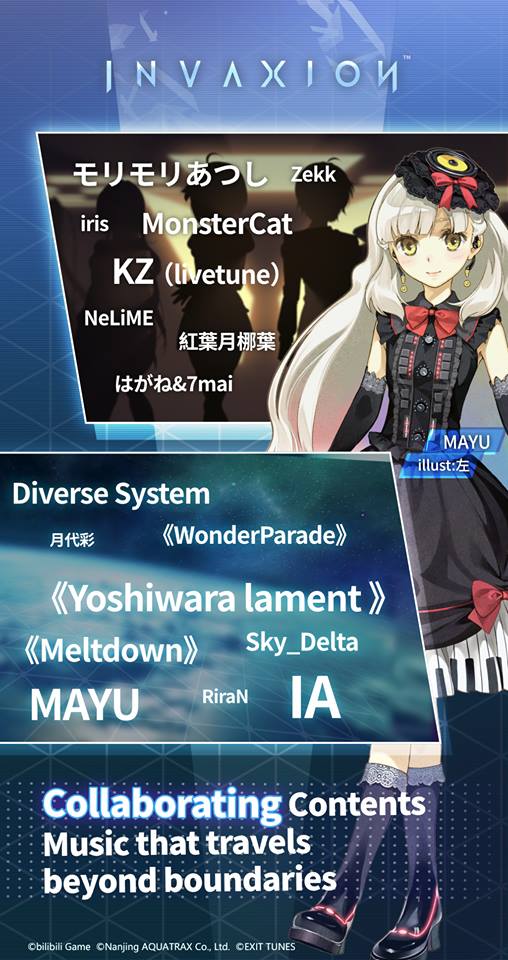 INVAXION™
モリモリあつし Zekk
iris MonsterCat
KZ（livetune）
NeLiME
紅葉月梛葉
はがね&7mai
MAYU
illust:左
Diverse System
月代彩 《WonderParade》
《Yoshiwara lament 》
《Meltdown》 Sky_Delta
MAYU RiraN IA
Collaborating Contents
Music that travels
beyond boundaries
©bilibili Game ©Nanjing AQUATRAX Co., Ltd. ©EXIT TUNES